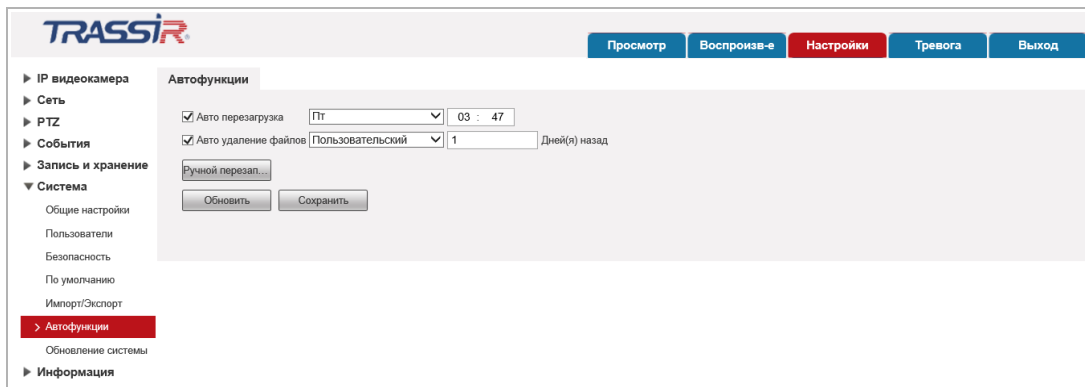 TRASSIR
Просмотр Воспроизв-е Настройки Тревога Выход
IP видеокамера
Сеть
PTZ
События
Запись и хранение
Система
Общие настройки
Пользователи
Безопасность
По умолчанию
Импорт/Экспорт
Автофункции
Обновление системы
Информация
Автофункции
Авто перезагрузка Пт 03 : 47
Авто удаление файлов Пользовательский 1 Дней(я) назад
Ручной перезап...
Обновить Сохранить